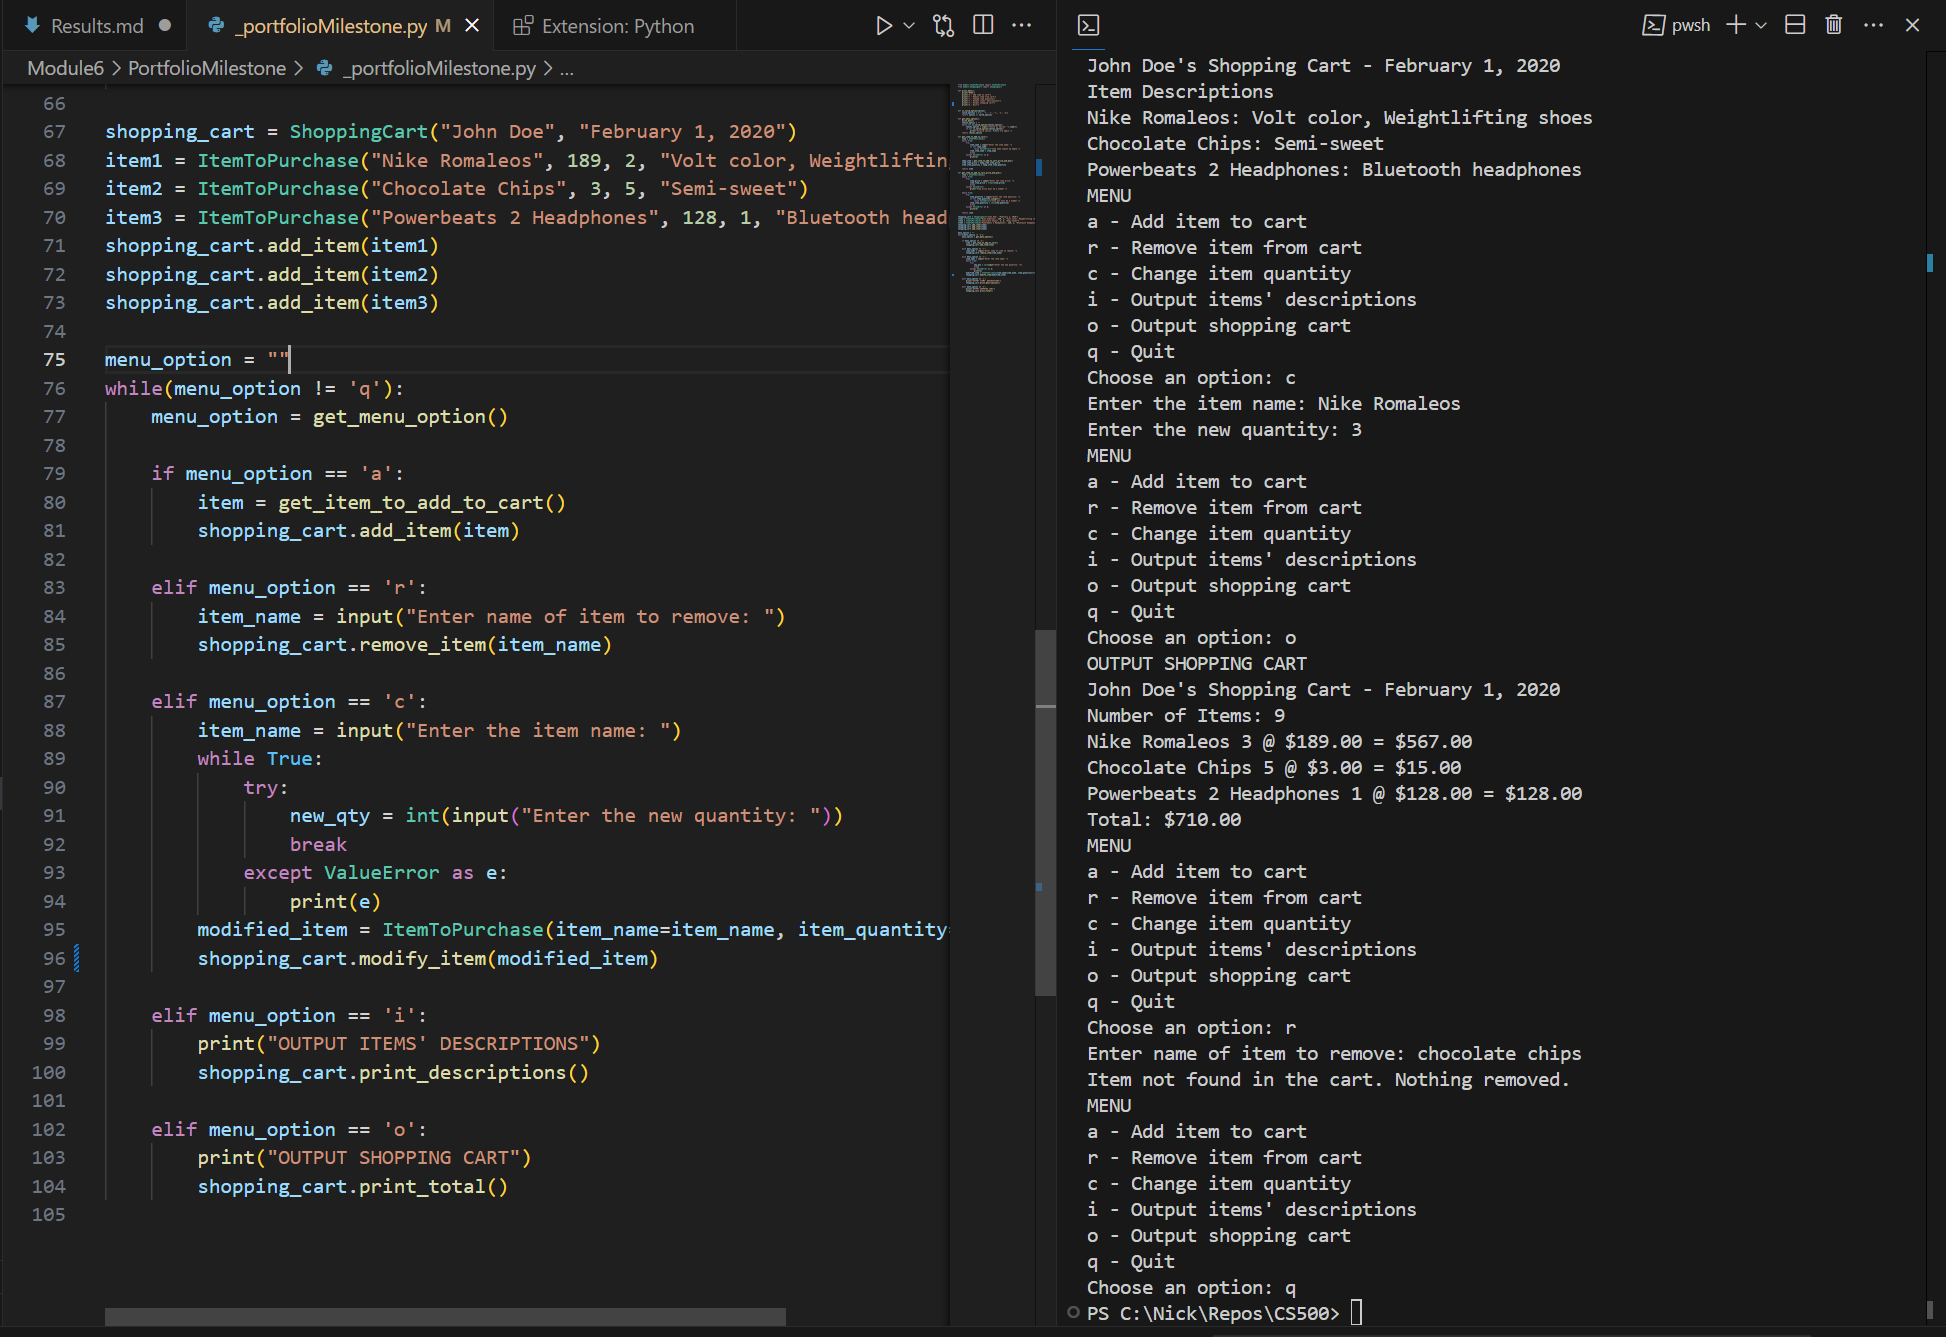 Results.md
_portfolioMilestone.py M
Extension: Python
Module6 > PortfolioMilestone > _portfolioMilestone.py > ...
66
67 shopping_cart = ShoppingCart("John Doe", "February 1, 2020")
68 item1 = ItemToPurchase("Nike Romaleos", 189, 2, "Volt color, Weightlifting
69 item2 = ItemToPurchase("Chocolate Chips", 3, 5, "Semi-sweet")
70 item3 = ItemToPurchase("Powerbeats 2 Headphones", 128, 1, "Bluetooth head
71 shopping_cart.add_item(item1)
72 shopping_cart.add_item(item2)
73 shopping_cart.add_item(item3)
74
75 menu_option = ""
76 while(menu_option != 'q'):
77     menu_option = get_menu_option()
78
79     if menu_option == 'a':
80         item = get_item_to_add_to_cart()
81         shopping_cart.add_item(item)
82
83     elif menu_option == 'r':
84         item_name = input("Enter name of item to remove: ")
85         shopping_cart.remove_item(item_name)
86
87     elif menu_option == 'c':
88         item_name = input("Enter the item name: ")
89         while True:
90             try:
91                 new_qty = int(input("Enter the new quantity: "))
92                 break
93             except ValueError as e:
94                 print(e)
95         modified_item = ItemToPurchase(item_name=item_name, item_quantity=
96         shopping_cart.modify_item(modified_item)
97
98     elif menu_option == 'i':
99         print("OUTPUT ITEMS' DESCRIPTIONS")
100         shopping_cart.print_descriptions()
101
102     elif menu_option == 'o':
103         print("OUTPUT SHOPPING CART")
104         shopping_cart.print_total()
105
pwsh
John Doe's Shopping Cart - February 1, 2020
Item Descriptions
Nike Romaleos: Volt color, Weightlifting shoes
Chocolate Chips: Semi-sweet
Powerbeats 2 Headphones: Bluetooth headphones
MENU
a - Add item to cart
r - Remove item from cart
c - Change item quantity
i - Output items' descriptions
o - Output shopping cart
q - Quit
Choose an option: c
Enter the item name: Nike Romaleos
Enter the new quantity: 3
MENU
a - Add item to cart
r - Remove item from cart
c - Change item quantity
i - Output items' descriptions
o - Output shopping cart
q - Quit
Choose an option: o
OUTPUT SHOPPING CART
John Doe's Shopping Cart - February 1, 2020
Number of Items: 9
Nike Romaleos 3 @ $189.00 = $567.00
Chocolate Chips 5 @ $3.00 = $15.00
Powerbeats 2 Headphones 1 @ $128.00 = $128.00
Total: $710.00
MENU
a - Add item to cart
r - Remove item from cart
c - Change item quantity
i - Output items' descriptions
o - Output shopping cart
q - Quit
Choose an option: r
Enter name of item to remove: chocolate chips
Item not found in the cart. Nothing removed.
MENU
a - Add item to cart
r - Remove item from cart
c - Change item quantity
i - Output items' descriptions
o - Output shopping cart
q - Quit
Choose an option: q
PS C:\Nick\Repos\CS500>